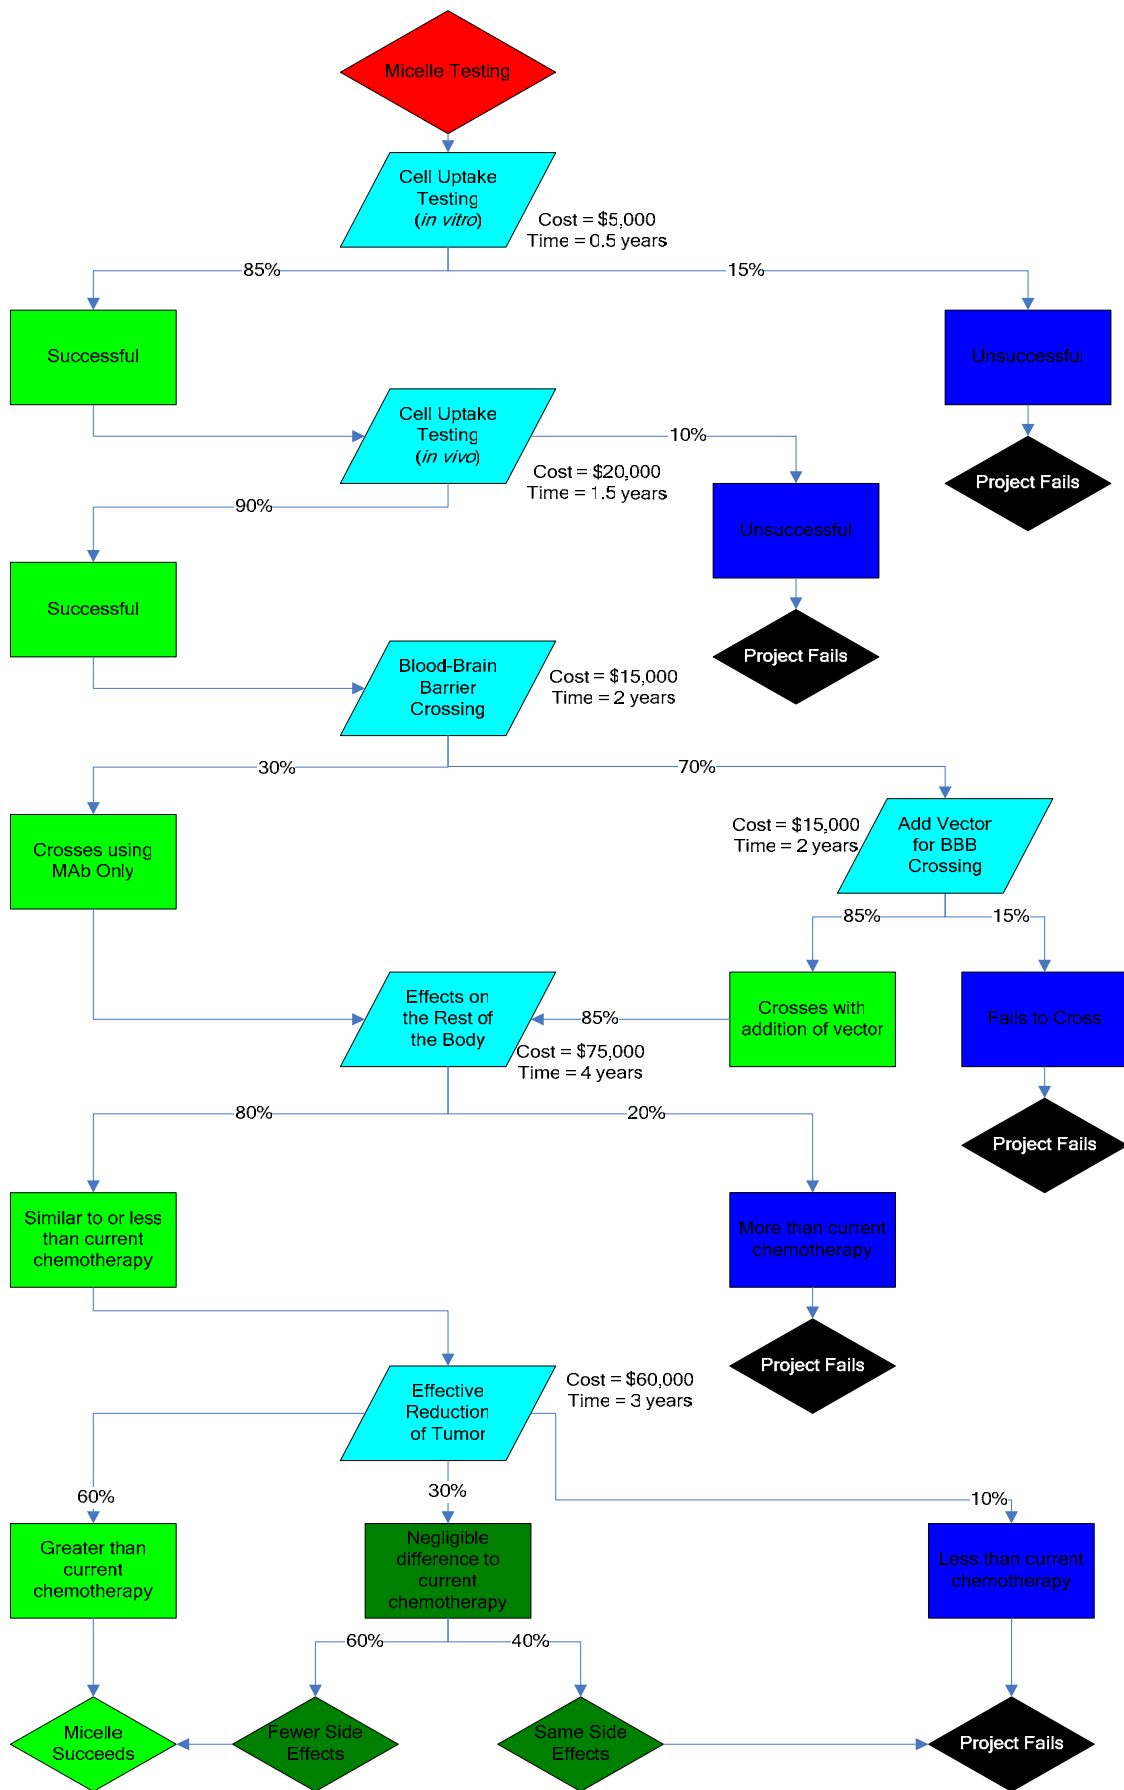 Micelle Testing
Cell Uptake
Testing
(in vitro)
Cost = $5,000
Time = 0.5 years
85%
15%
Successful
Unsuccessful
Cell Uptake
Testing
(in vivo)
10%
Cost = $20,000
Time = 1.5 years
Project Fails
90%
Unsuccessful
Successful
Project Fails
Blood-Brain
Barrier
Crossing
Cost = $15,000
Time = 2 years
30%
70%
Crosses using
MAb Only
Cost = $15,000
Time = 2 years
Add Vector
for BBB
Crossing
85%
15%
Effects on
the Rest of
the Body
85%
Crosses with
addition of vector
Fails to Cross
Cost = $75,000
Time = 4 years
80%
20%
Project Fails
Similar to or less
than current
chemotherapy
More than current
chemotherapy
Project Fails
Effective
Reduction
of Tumor
Cost = $60,000
Time = 3 years
60%
30%
10%
Greater than
current
chemotherapy
Negligible
difference to
current
chemotherapy
Less than current
chemotherapy
60%
40%
Micelle
Succeeds
Fewer Side
Effects
Same Side
Effects
Project Fails